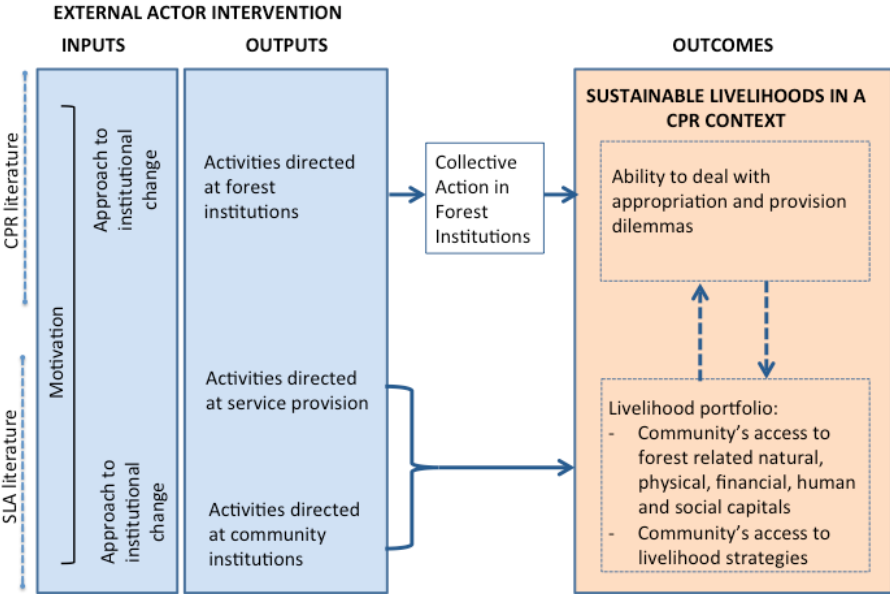 EXTERNAL ACTOR INTERVENTION
INPUTS
OUTPUTS
OUTCOMES
CPR literature
SLA literature
Motivation
Approach to
institutional
change
Approach to
institutional
change
Activities directed
at forest
institutions
Activities directed
at service provision
Activities directed
at community
institutions
Collective
Action in
Forest
Institutions
SUSTAINABLE LIVELIHOODS IN A
CPR CONTEXT
Ability to deal with
appropriation and provision
dilemmas
Livelihood portfolio:
- Community's access to
forest related natural,
physical, financial, human
and social capitals
- Community's access to
livelihood strategies